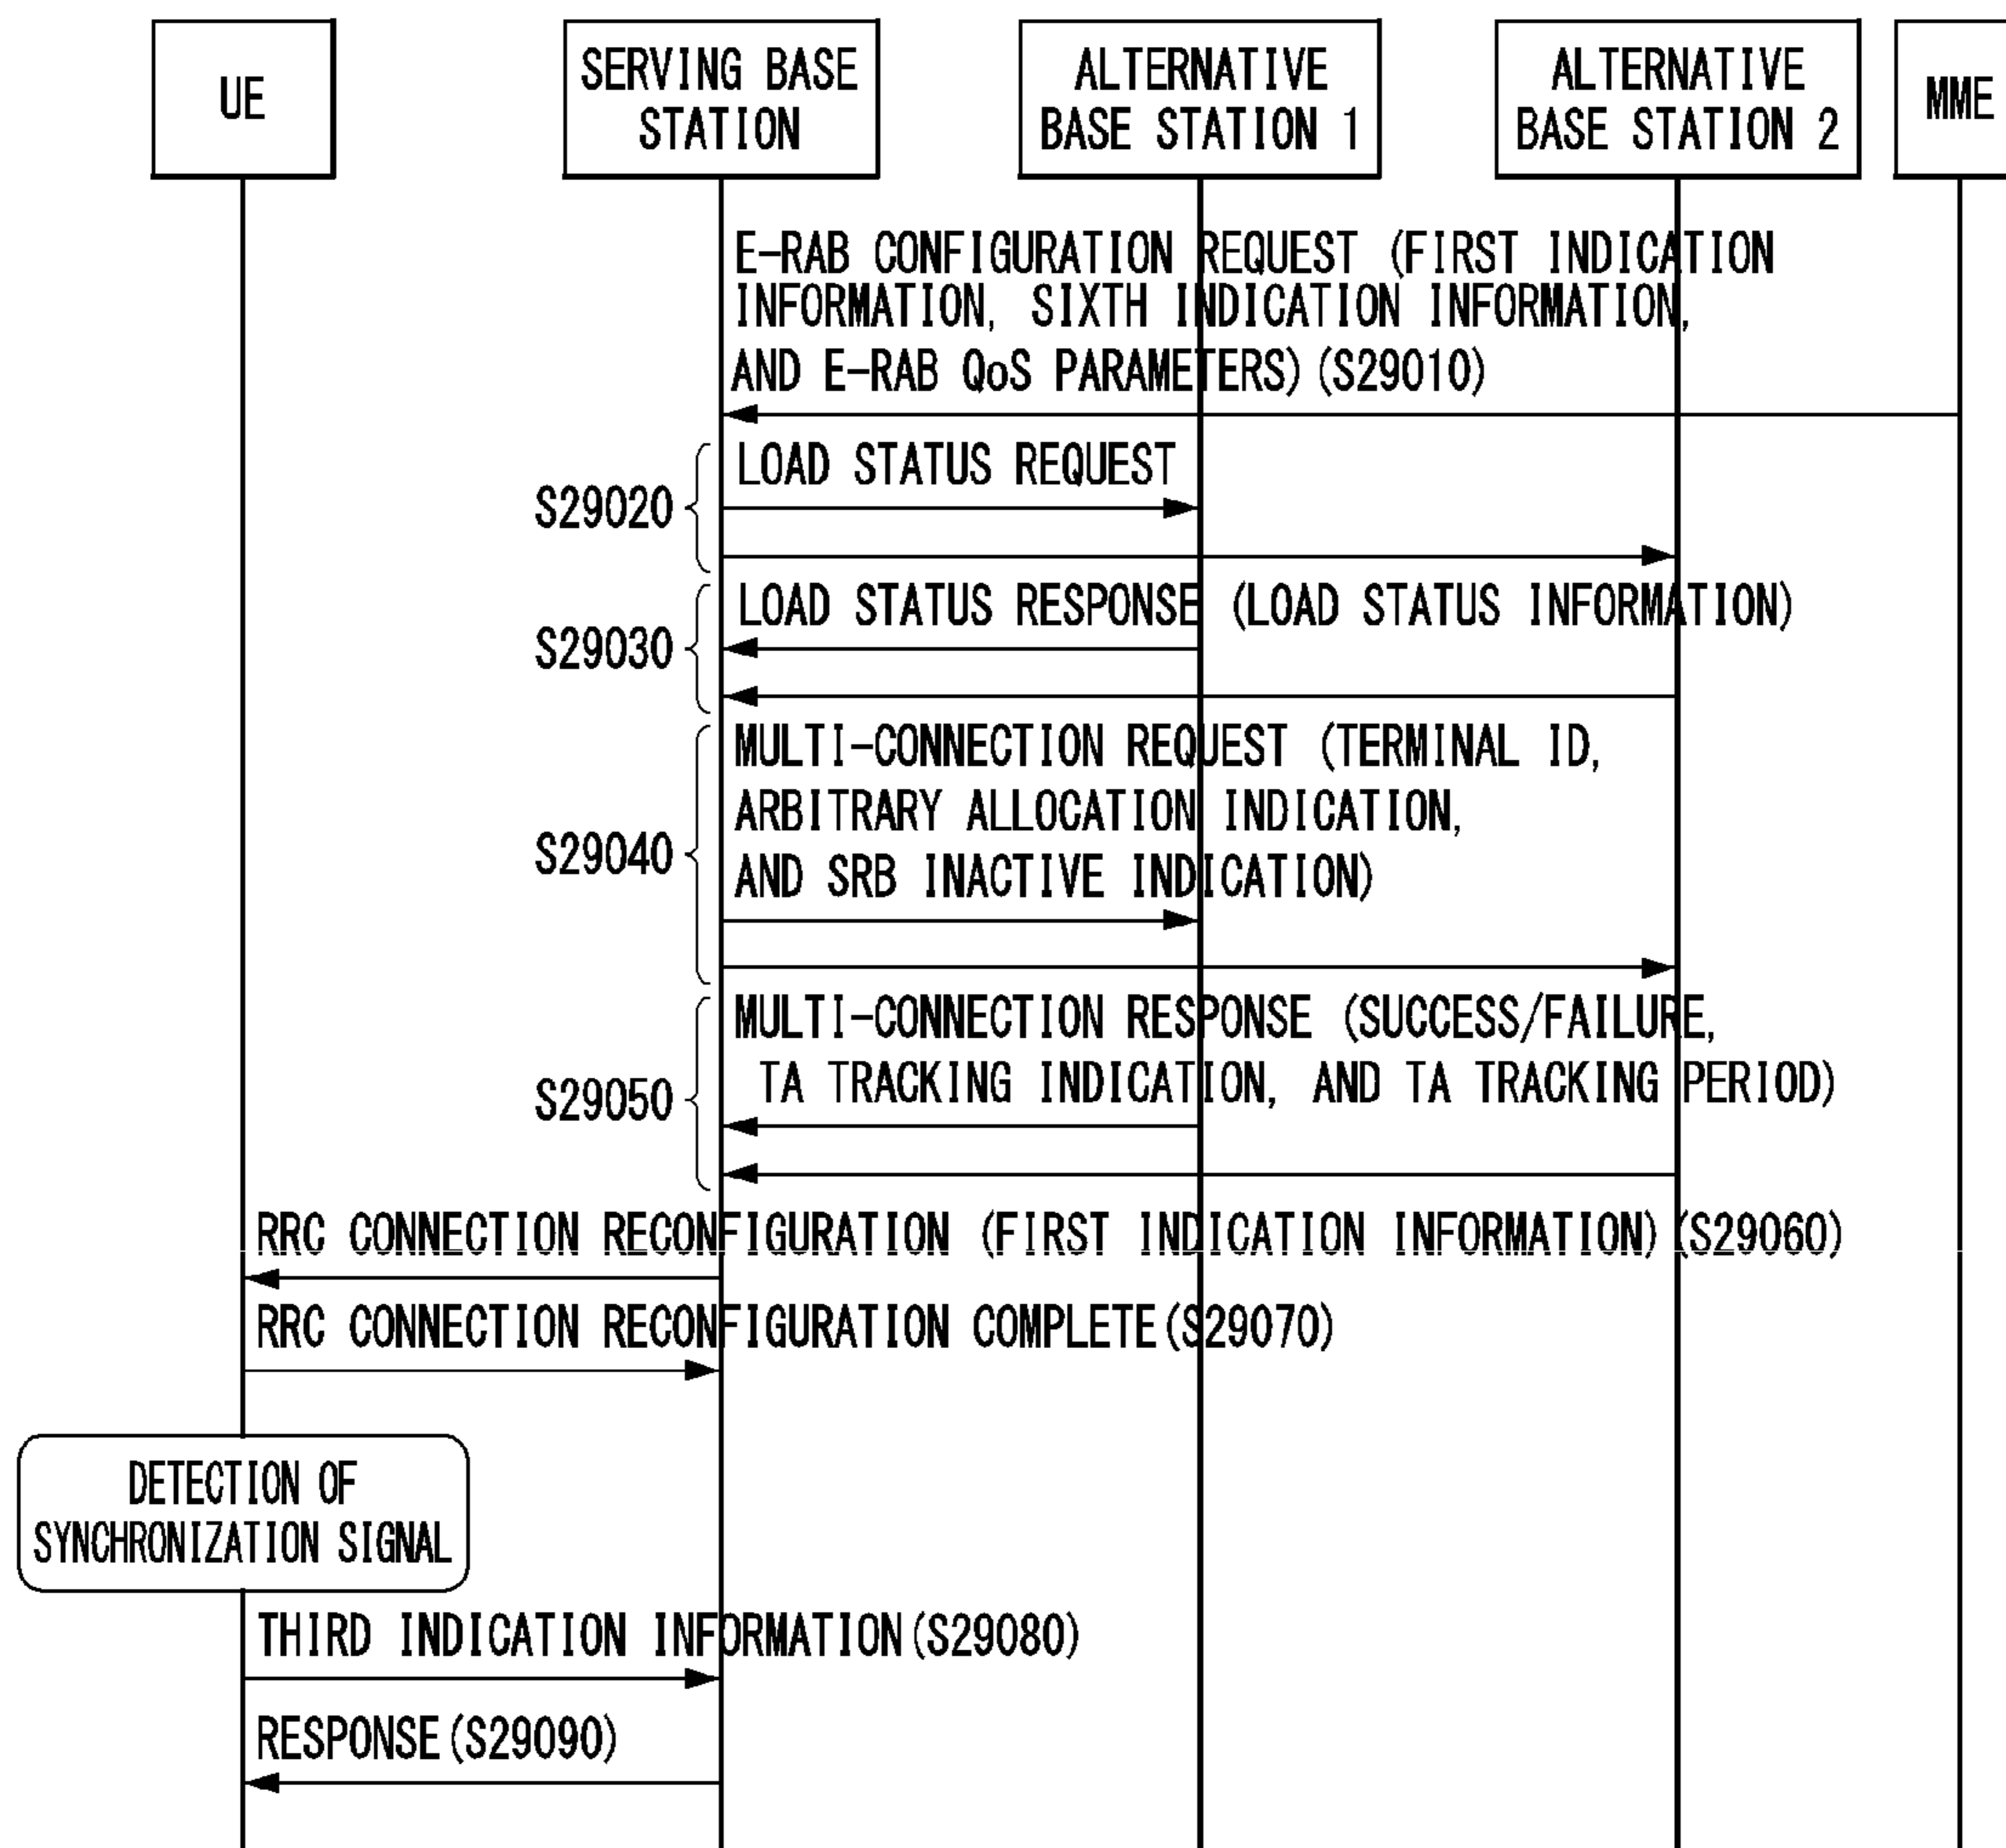 UE
SERVING BASE
STATION
ALTERNATIVE
BASE STATION 1
ALTERNATIVE
BASE STATION 2
MME
E-RAB CONFIGURATION REQUEST (FIRST INDICATION
INFORMATION, SIXTH INDICATION INFORMATION,
AND E-RAB QoS PARAMETERS) (S29010)
S29020
LOAD STATUS REQUEST
S29030
LOAD STATUS RESPONSE (LOAD STATUS INFORMATION)
S29040
MULTI-CONNECTION REQUEST (TERMINAL ID,
ARBITRARY ALLOCATION INDICATION,
AND SRB INACTIVE INDICATION)
S29050
MULTI-CONNECTION RESPONSE (SUCCESS/FAILURE,
TA TRACKING INDICATION, AND TA TRACKING PERIOD)
RRC CONNECTION RECONFIGURATION (FIRST INDICATION INFORMATION) (S29060)
RRC CONNECTION RECONFIGURATION COMPLETE (S29070)
DETECTION OF
SYNCHRONIZATION SIGNAL
THIRD INDICATION INFORMATION (S29080)
RESPONSE (S29090)